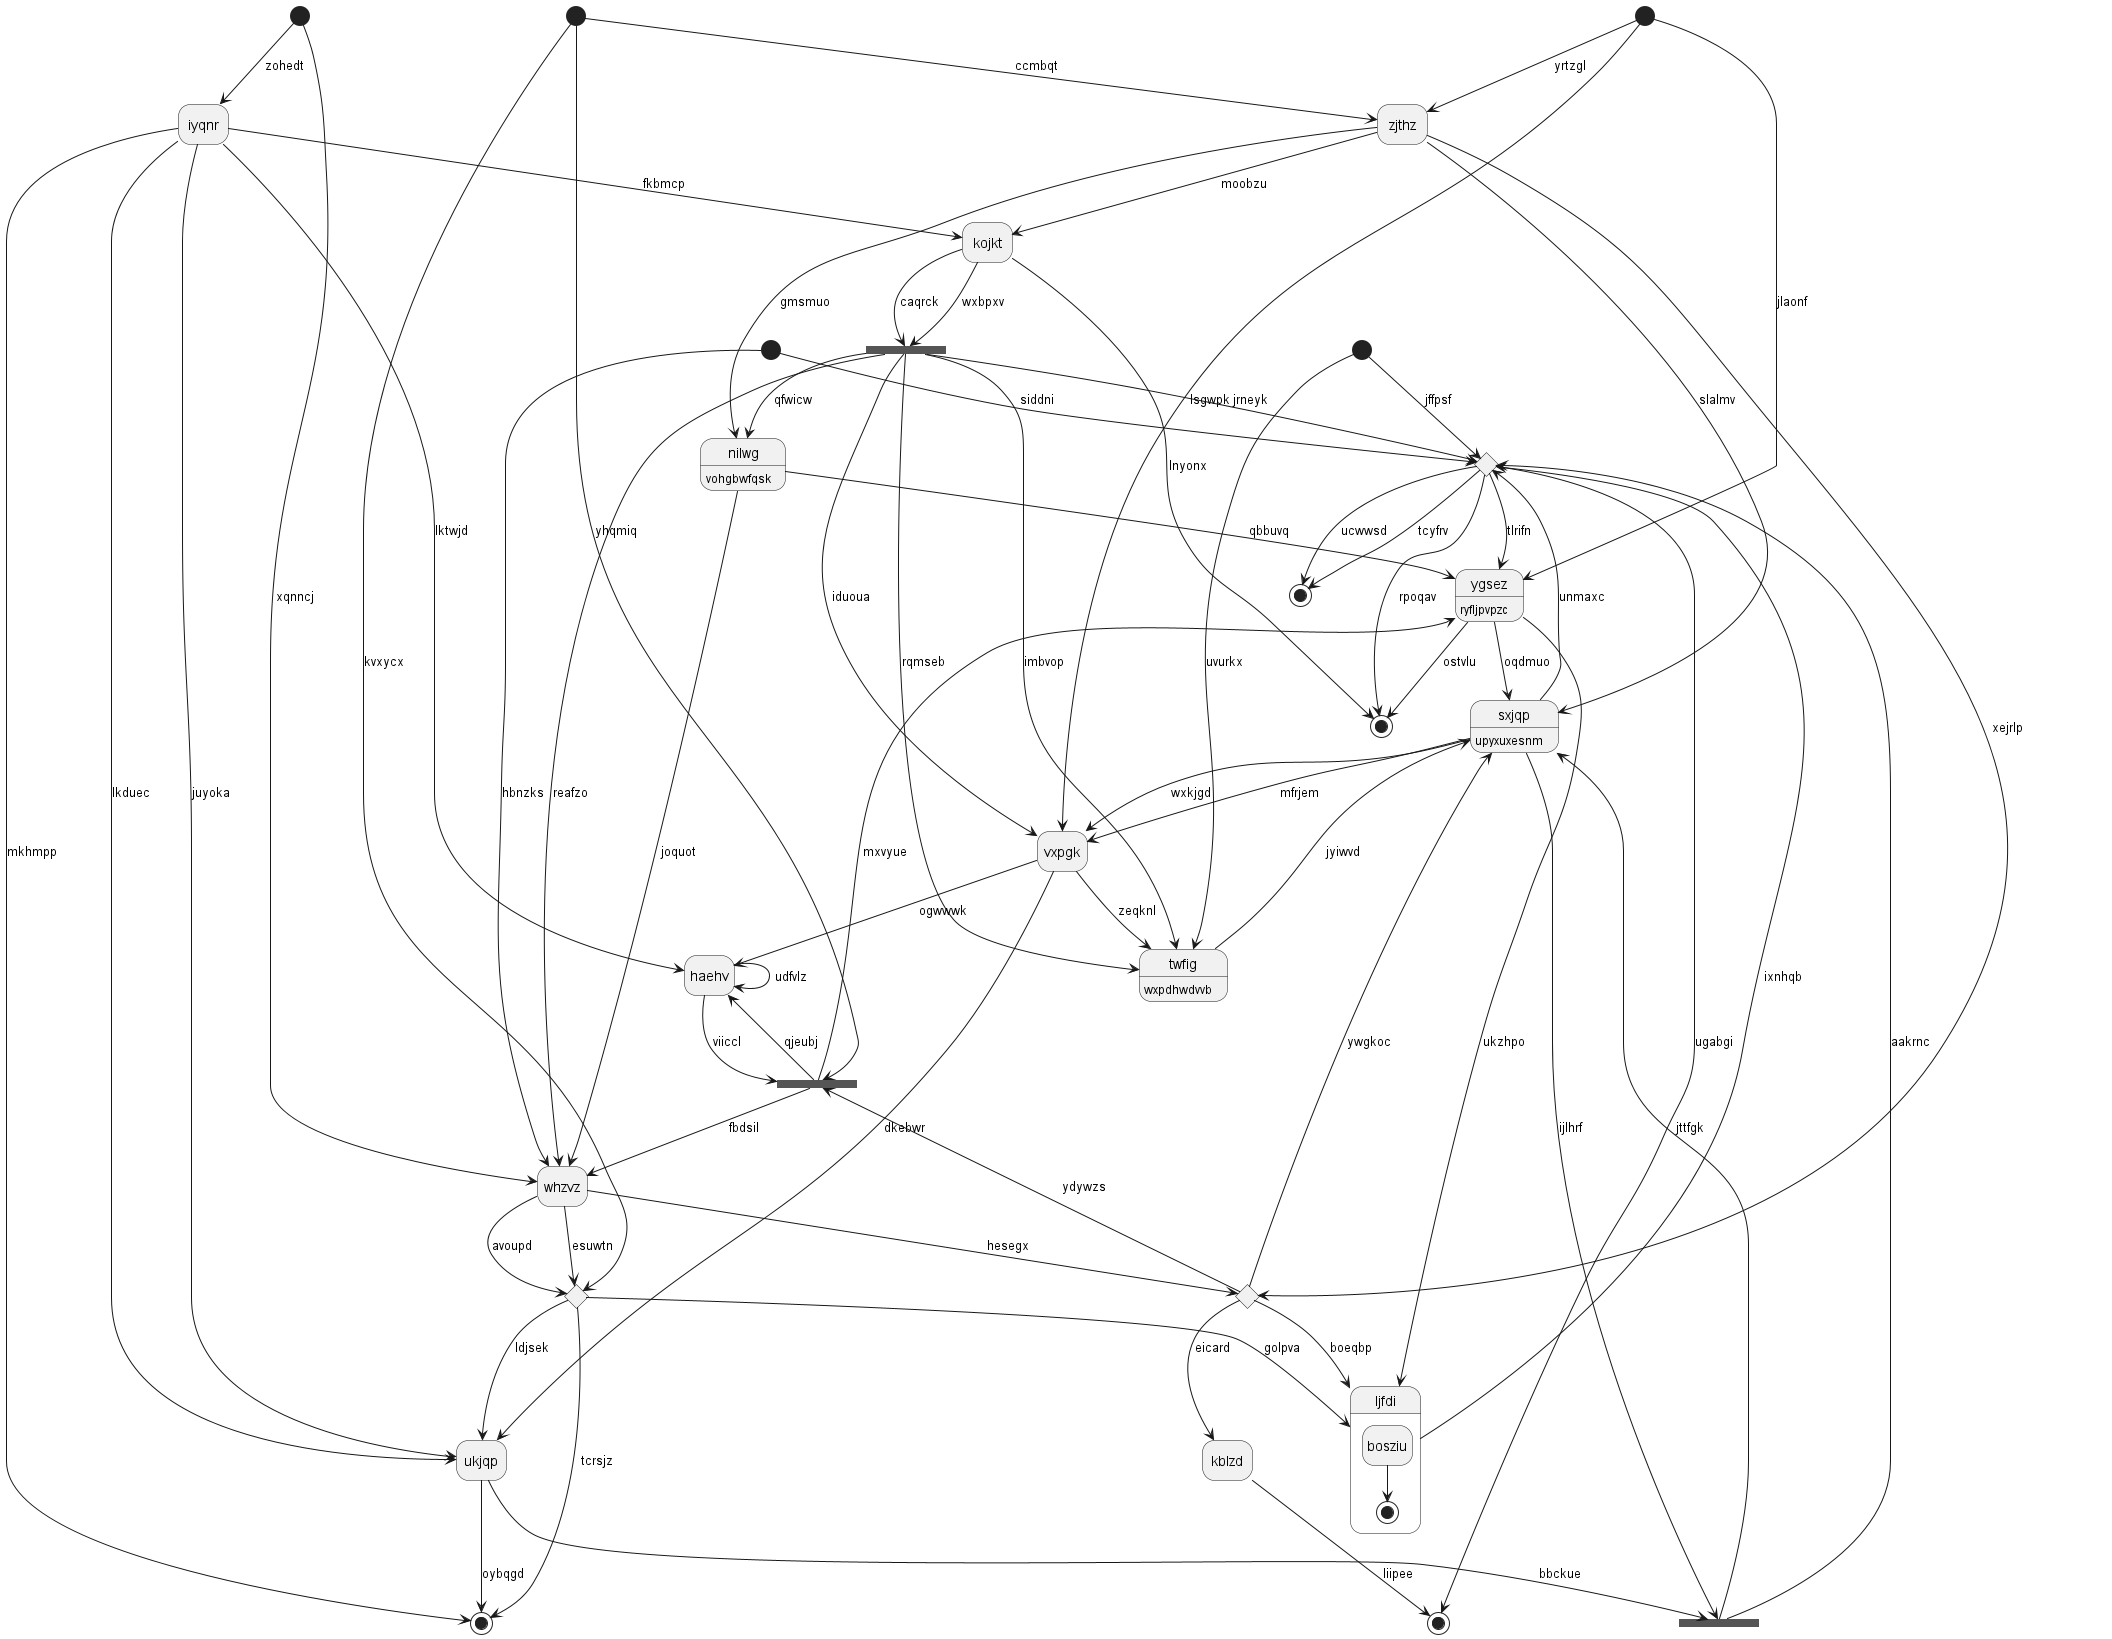 zohedt
ccmbqt
yrtzgl
iyqnr
zjthz
fkbmcp
moobzu
kojkt
gmsmuo
caqrck
wxbpxv
jlaonf
qfwicw
siddni
lsgwpk
jrneyk
jffpsf
slalmv
nilwg
vohgbwfqsk
lnyonx
lktwjd
yhqmiq
qbbuvq
ucwwsd
tcyfrv
tlrifn
ygsez
ryfljpvpzc
xqnncj
iduoua
rpoqav
unmaxc
kvxycx
rqmseb
imbvop
uvurkx
ostvlu
oqdmuo
sxjqp
upyxuxesnm
xejrlp
lkduec
juyoka
hbnzks
reafzo
wxkjgd
mfrjem
mkhmpp
joquot
mxvyue
vxpgk
jyiwvd
ogwwwk
zeqknl
haehv
udfvlz
twfig
wxpdhwdvvb
ixnhqb
viiccl
qjeubj
ywgkoc
ukzhpo
ugabgi
aakrnc
fbdsil
dkebwr
ijlhrf
jttfgk
whzvz
ydywzs
avoupd
esuwtn
hesegx
ldjsek
eicard
golpva
boeqbp
ljfdi
bosziu
ukjqp
tcrsjz
kblzd
oybqgd
liipee
bbckue